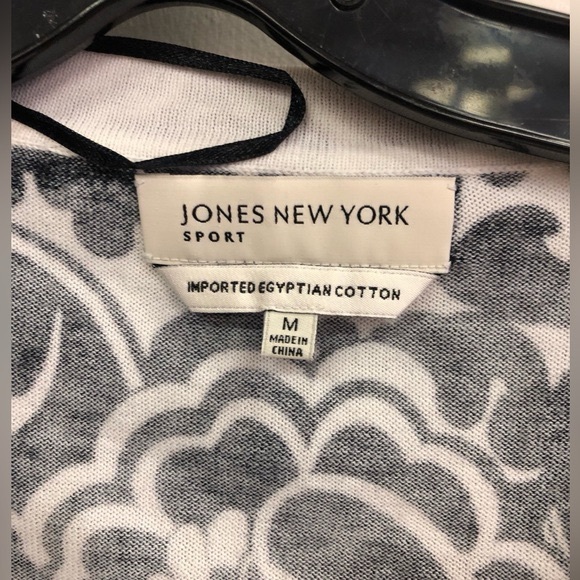 JONES NEW YORK
SPORT
IMPORTED EGYPTIAN COTTON
M
MADE IN
CHINA